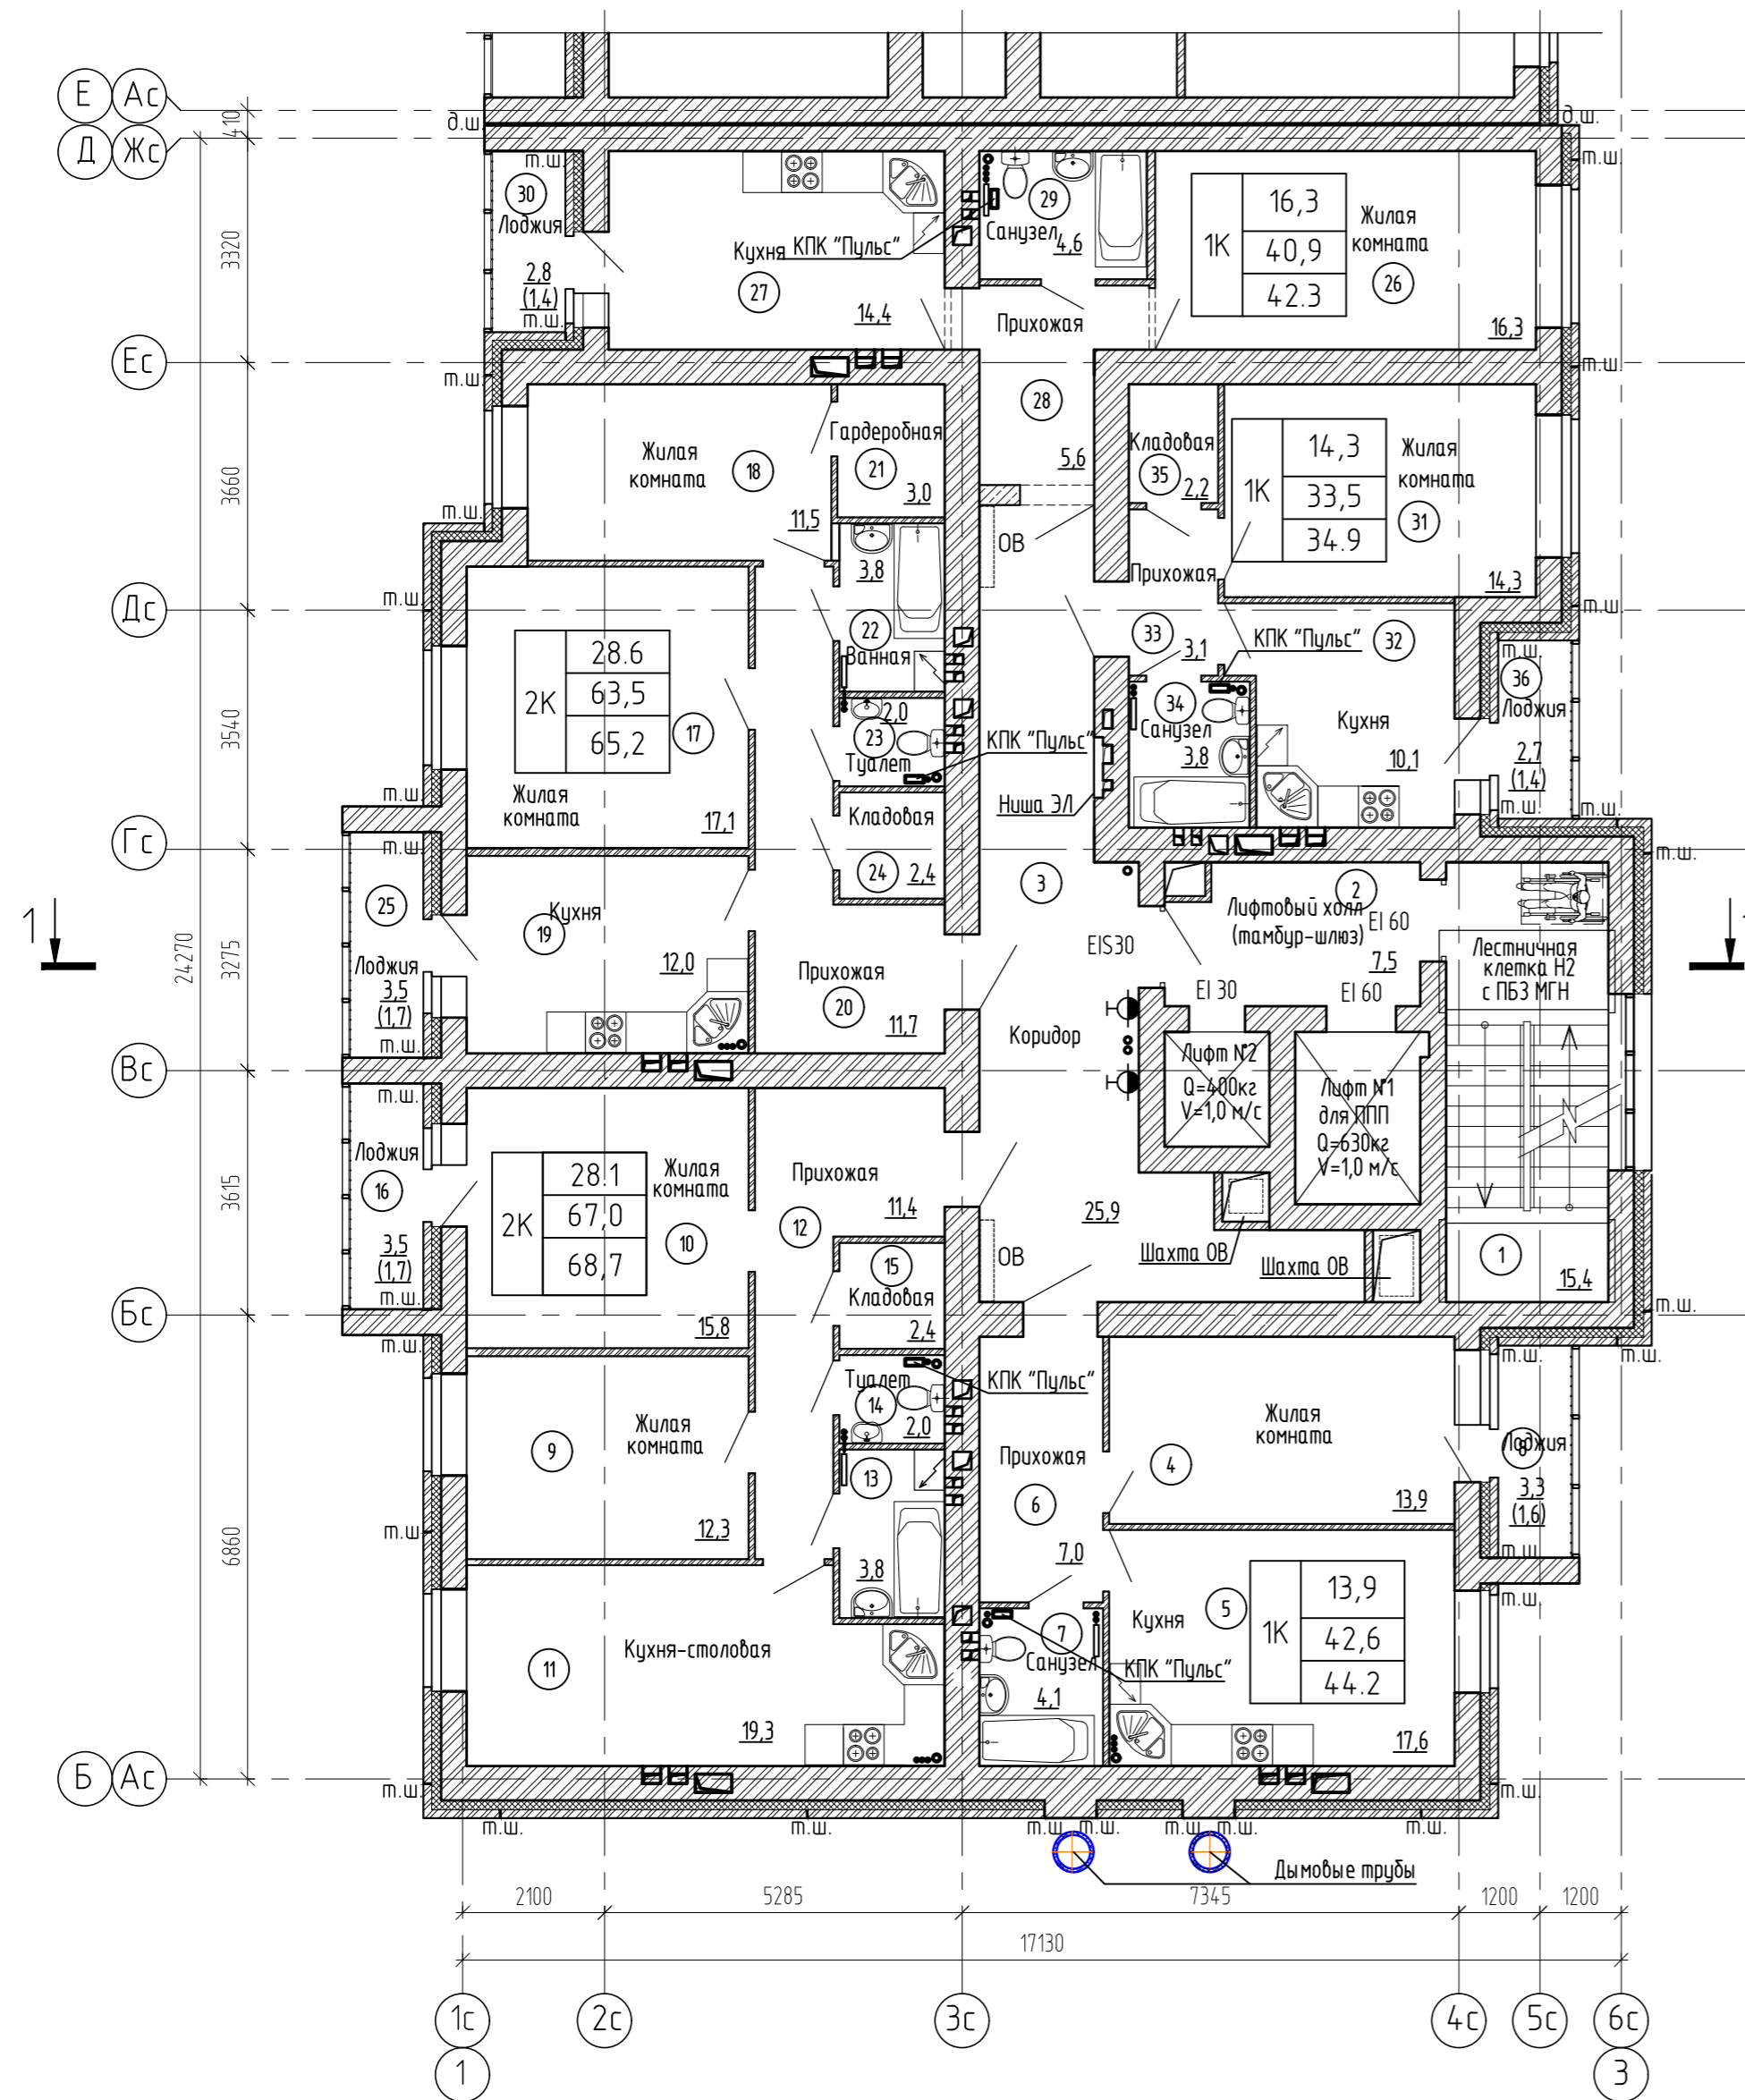 Е
Ас
д.ш.
д.ш.
410
Д
Жс
т.ш.
т.ш.
30
Лоджия
2,8
(1,4)
т.ш.
3320
Кухня
КПК "Пульс"
27
14,4
29
Санузел
4,6
Прихожая
1К
16,3
40,9
42.3
Жилая
комната
26
16,3
Ес
т.ш.
т.ш.
28
5,6
Жилая
комната
18
11,5
Гардеробная
21
3,0
Кладовая
35
2,2
1К
14,3
33,5
34.9
Жилая
комната
31
14,3
3660
т.ш.
ОВ
3,8
22
Ванная
Прихожая
33
3,1
КПК "Пульс"
32
Дс
т.ш.
т.ш.
т.ш.
36
Лоджия
2,7
(1,4)
т.ш.
т.ш.
2К
28.6
63,5
65,2
17
Жилая
комната
17,1
2,0
23
Туалет
КПК "Пульс"
34
Санузел
3,8
Кухня
10,1
3540
т.ш.
Ниша ЭЛ
Кладовая
24
2,4
Гс
т.ш.
т.ш.
3
2
Лифтовый холл
(тамбур-шлюз)
EI 60
7,5
EIS30
EI 30
EI 60
Лестничная
клетка Н2
с ПБЗ МГН
1
25
Лоджия
3,5
(1,7)
т.ш.
Кухня
19
12,0
Прихожая
20
11,7
24270
3275
Коридор
Лифт №2
Q=400кг
V=1,0 м/с
Лифт №1
для ППП
Q=630кг
V=1,0 м/с
Вс
т.ш.
Лоджия
16
3,5
(1,7)
т.ш.
2К
28.1
67,0
68,7
Жилая
комната
10
15,8
Прихожая
12
11,4
25,9
Шахта ОВ
Шахта ОВ
1
15,4
3615
ОВ
15
Кладовая
2,4
Бс
т.ш.
т.ш.
т.ш.
т.ш.
Туалет
14
2,0
КПК "Пульс"
Жилая
комната
9
12,3
13
3,8
Прихожая
6
7,0
Жилая
комната
4
13,9
Лоджия
8
3,3
(1,6)
т.ш.
т.ш.
т.ш.
6860
Кухня-столовая
11
19,3
7
Санузел
4,1
КПК "Пульс"
Кухня
5
1К
13,9
42,6
44.2
17,6
Б
Ас
т.ш.
т.ш.
т.ш.
т.ш.
т.ш.
т.ш.
т.ш.
т.ш.
т.ш.
Дымовые трубы
2100
5285
7345
1200
1200
17130
1с
2с
3с
4с
5с
6с
1
3